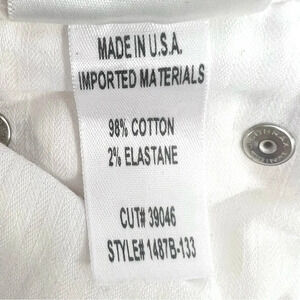 MADE IN U.S.A.
IMPORTED MATERIALS
98% COTTON
2% ELASTANE
CUT# 39046
STYLE# 1487B-133